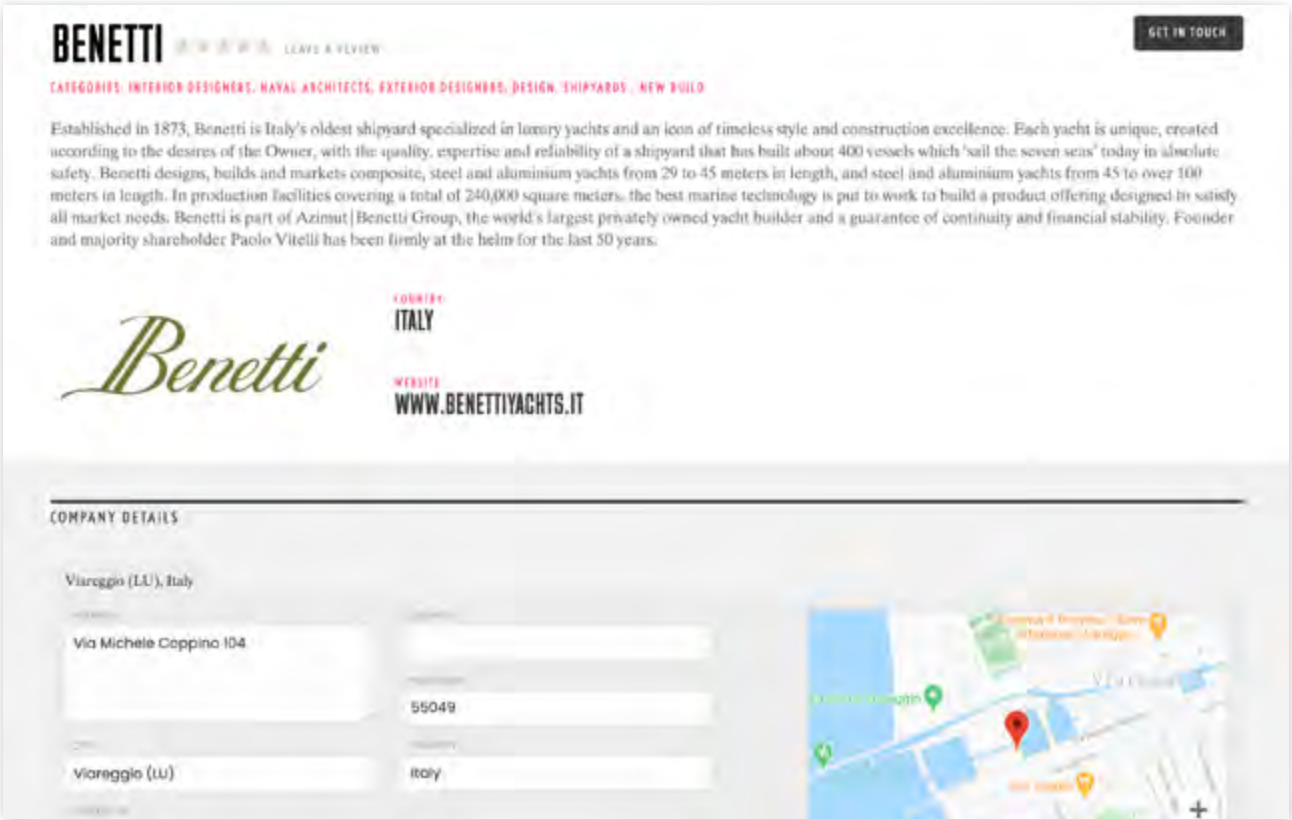 BENETTI
LEAVE A REVIEW
GET IN TOUCH
CATEGORIES: INTERIOR DESIGNERS, NAVAL ARCHITECTS, EXTERIOR DESIGNERS, DESIGN, SHIPYARDS , NEW BUILD
Established in 1873, Benetti is Italy's oldest shipyard specialized in luxury yachts and an icon of timeless style and construction excellence. Each yacht is unique, created
according to the desires of the Owner, with the quality, expertise and reliability of a shipyard that has built about 400 vessels which 'sail the seven seas' today in absolute
safety. Benetti designs, builds and markets composite, steel and aluminium yachts from 29 to 45 meters in length, and steel and aluminium yachts from 45 to over 100
meters in length. In production facilities covering a total of 240,000 square meters, the best marine technology is put to work to build a product offering designed to satisfy
all market needs. Benetti is part of Azimut|Benetti Group, the world's largest privately owned yacht builder and a guarantee of continuity and financial stability. Founder
and majority shareholder Paolo Vitelli has been firmly at the helm for the last 50 years.
Benetti
COUNTRY
ITALY
WEBSITE
WWW.BENETTIYACHTS.IT
COMPANY DETAILS
Viareggio (LU), Italy
Via Michele Coppino 104
55049
Viareggio (LU)
Italy